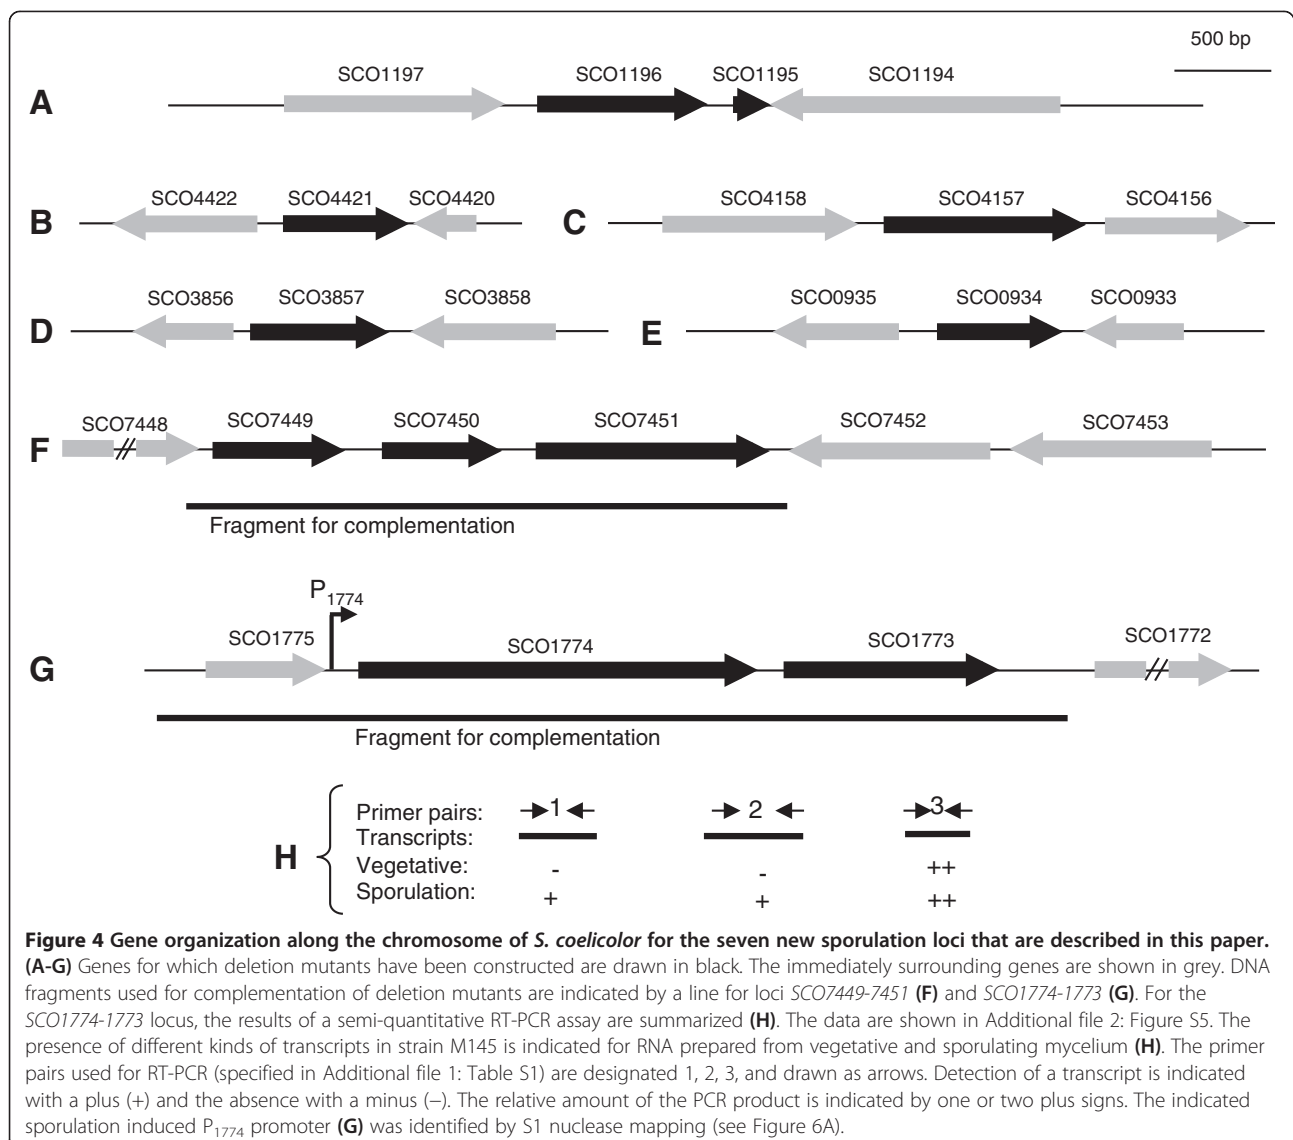 500 bp
SCO1197 SCO1196 SCO1195 SCO1194
A
SCO4422 SCO4421 SCO4420 SCO4158 SCO4157 SCO4156
B C
SCO3856 SCO3857 SCO3858 SCO0935 SCO0934 SCO0933
D E
SCO7448 SCO7449 SCO7450 SCO7451 SCO7452 SCO7453
F
Fragment for complementation
P1774
SCO1775 SCO1774 SCO1773 SCO1772
G
Fragment for complementation
H
Primer pairs: 1 2 3
Transcripts:
Vegetative: - - ++
Sporulation: + + ++
Figure 4 Gene organization along the chromosome of S. coelicolor for the seven new sporulation loci that are described in this paper.
(A-G) Genes for which deletion mutants have been constructed are drawn in black. The immediately surrounding genes are shown in grey. DNA
fragments used for complementation of deletion mutants are indicated by a line for loci SCO7449-7451 (F) and SCO1774-1773 (G). For the
SCO1774-1773 locus, the results of a semi-quantitative RT-PCR assay are summarized (H). The data are shown in Additional file 2: Figure S5. The
presence of different kinds of transcripts in strain M145 is indicated for RNA prepared from vegetative and sporulating mycelium (H). The primer
pairs used for RT-PCR (specified in Additional file 1: Table S1) are designated 1, 2, 3, and drawn as arrows. Detection of a transcript is indicated
with a plus (+) and the absence with a minus (−). The relative amount of the PCR product is indicated by one or two plus signs. The indicated
sporulation induced P1774 promoter (G) was identified by S1 nuclease mapping (see Figure 6A).